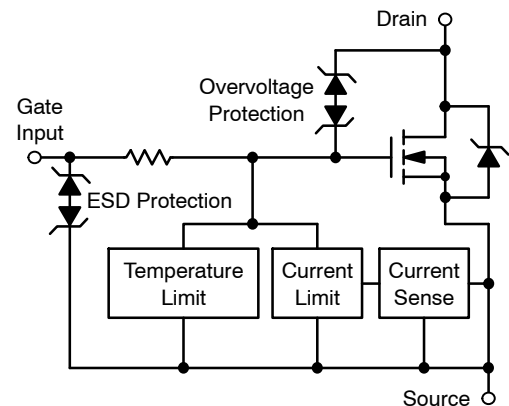 Drain
Overvoltage
Protection
Gate
Input
ESD Protection
Temperature
Limit
Current
Limit
Current
Sense
Source